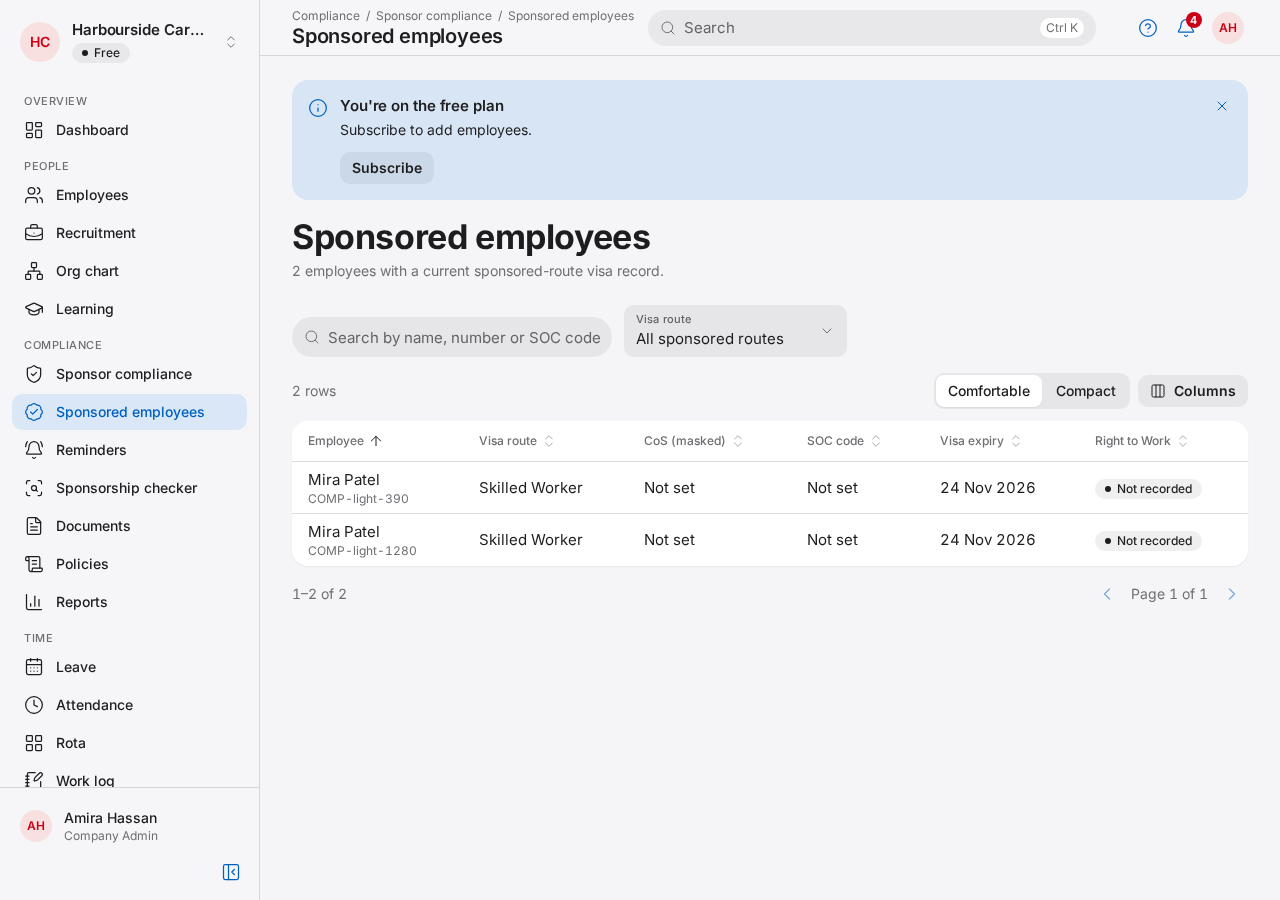 HC
Harbourside Car...
Free
OVERVIEW
Dashboard
PEOPLE
Employees
Recruitment
Org chart
Learning
COMPLIANCE
Sponsor compliance
Sponsored employees
Reminders
Sponsorship checker
Documents
Policies
Reports
TIME
Leave
Attendance
Rota
Work log
AH
Amira Hassan
Company Admin
Compliance / Sponsor compliance / Sponsored employees
Sponsored employees
Search
Ctrl K
4
AH
You're on the free plan
Subscribe to add employees.
Subscribe
Sponsored employees
2 employees with a current sponsored-route visa record.
Search by name, number or SOC code
Visa route
All sponsored routes
2 rows
Comfortable
Compact
Columns
Employee Visa route CoS (masked) SOC code Visa expiry Right to Work
Mira Patel
COMP-light-390
Skilled Worker Not set Not set 24 Nov 2026 Not recorded
Mira Patel
COMP-light-1280
Skilled Worker Not set Not set 24 Nov 2026 Not recorded
1–2 of 2
Page 1 of 1